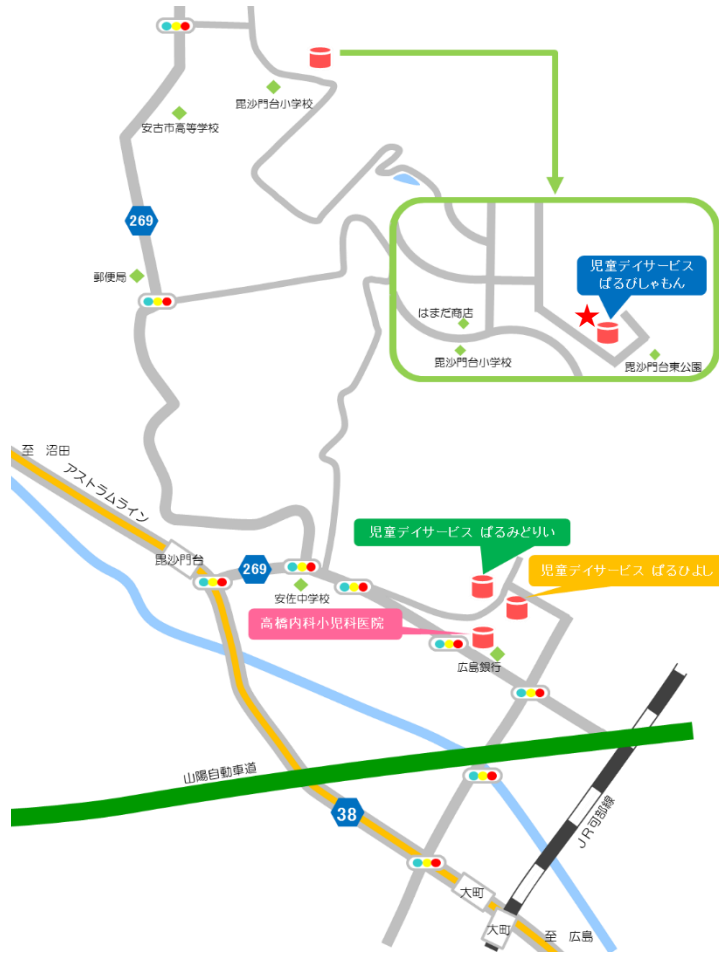 毘沙門台小学校
安古市高等学校
269
郵便局
児童デイサービス
ぱるびしゃもん
はまだ商店
毘沙門台小学校
毘沙門台東公園
至　沼田
アストラムライン
毘沙門台
269
安佐中学校
児童デイサービス ぱるみどりい
児童デイサービス ぱるひよし
高橋内科小児科医院
広島銀行
山陽自動車道
38
JR可部線
大町
大町
至　広島